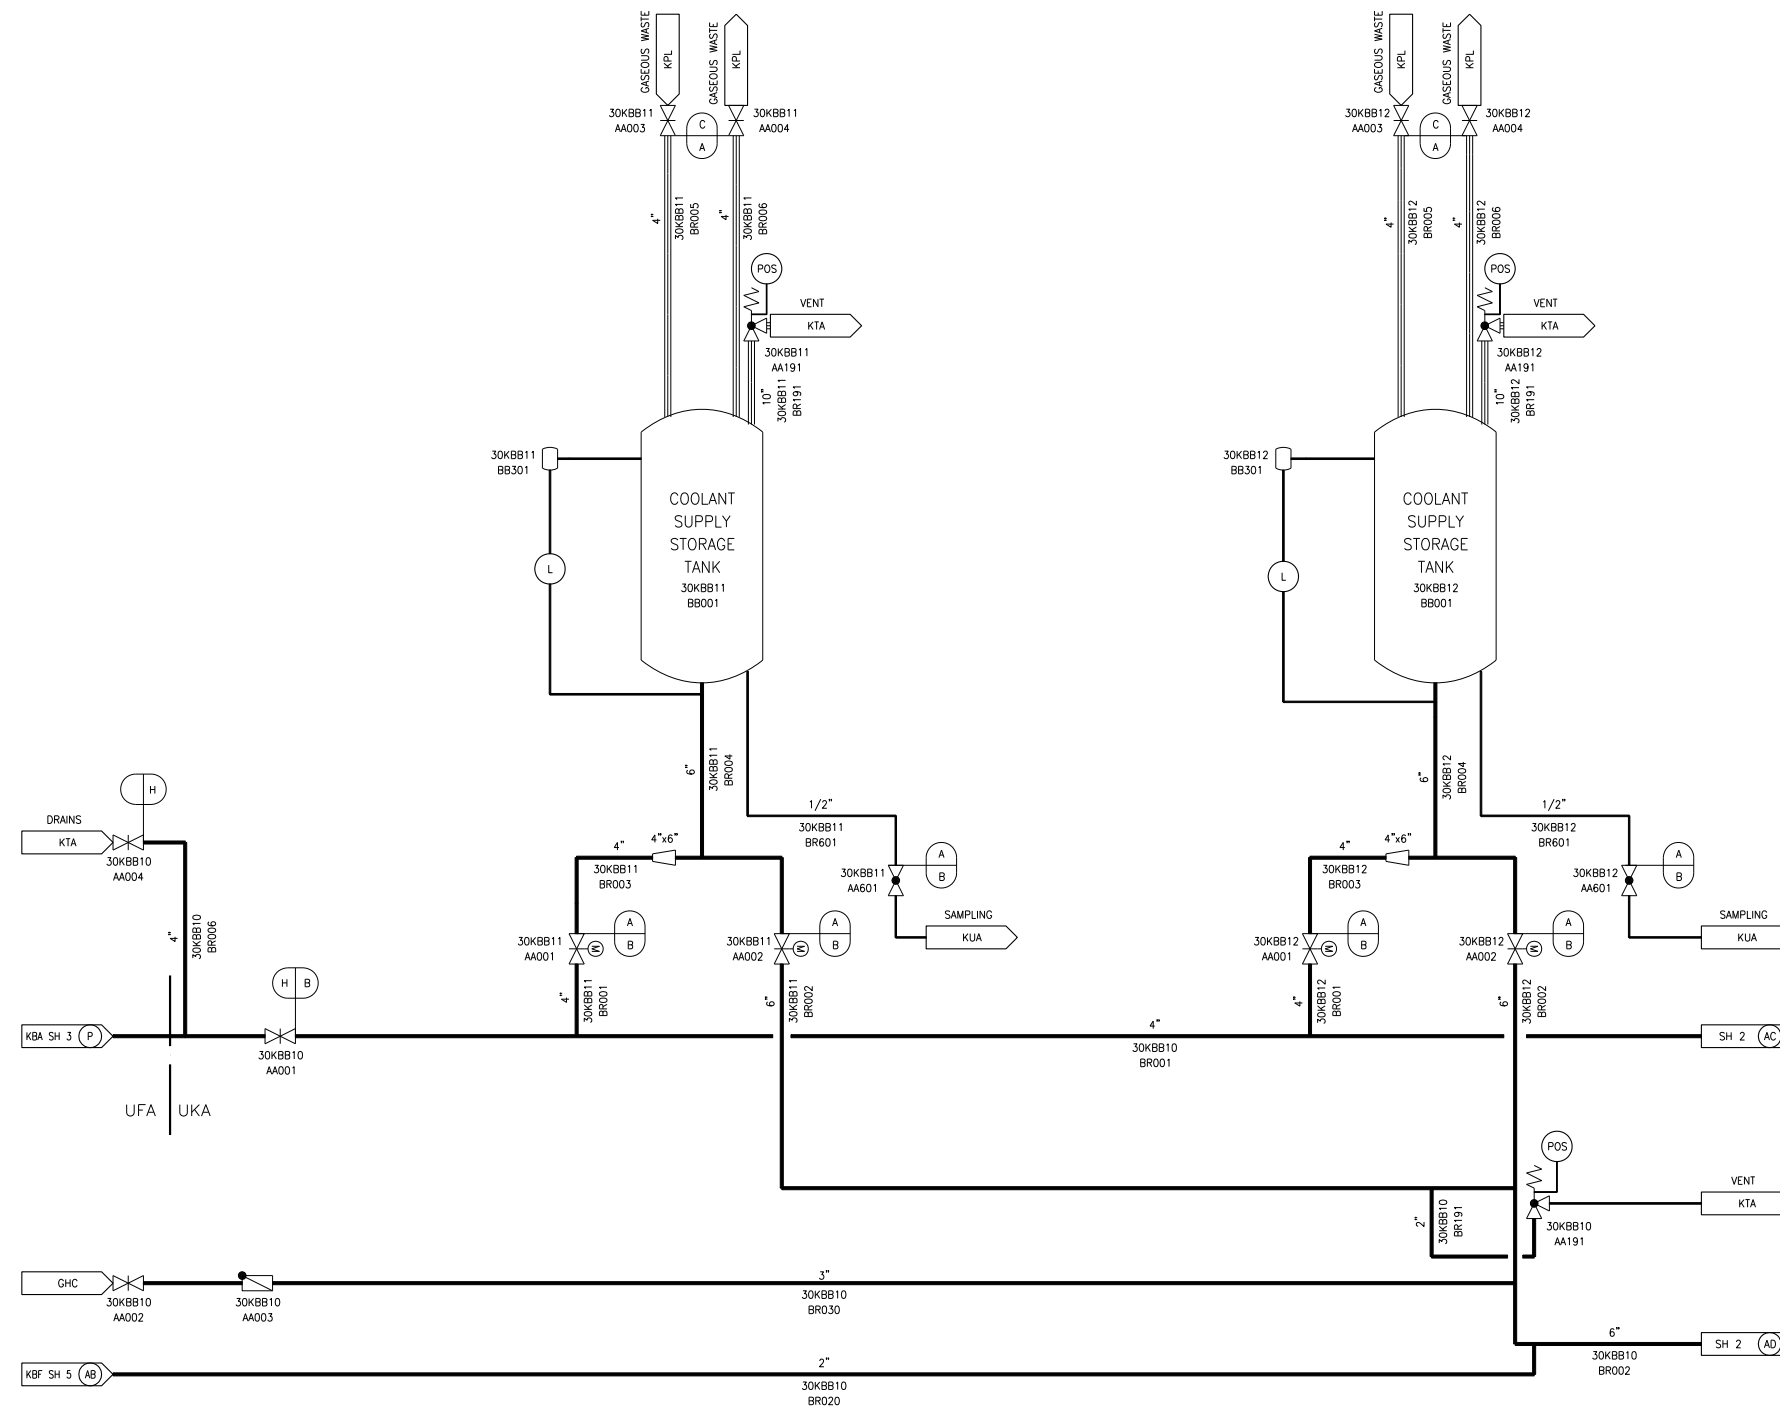 GASEOUS WASTE
KPL
GASEOUS WASTE
KPL
GASEOUS WASTE
KPL
GASEOUS WASTE
KPL
30KBB11
AA003
C
A
30KBB11
AA004
30KBB12
AA003
C
A
30KBB12
AA004
4"
30KBB11
BR005
4"
30KBB11
BR006
4"
30KBB12
BR005
4"
30KBB12
BR006
POS
VENT
KTA
30KBB11
AA191
10"
30KBB11
BR191
POS
VENT
KTA
30KBB12
AA191
10"
30KBB12
BR191
30KBB11
BB301
L
COOLANT
SUPPLY
STORAGE
TANK
30KBB11
BB001
30KBB12
BB301
L
COOLANT
SUPPLY
STORAGE
TANK
30KBB12
BB001
6"
30KBB11
BR004
6"
30KBB12
BR004
H
DRAINS
KTA
30KBB10
AA004
4"
30KBB10
BR006
1/2"
30KBB11
BR601
4"
4"x6"
30KBB11
BR003
30KBB11
AA601
A
B
SAMPLING
KUA
30KBB11
AA001
M
A
B
30KBB11
AA002
M
A
B
4"
30KBB11
BR001
6"
30KBB11
BR002
1/2"
30KBB12
BR601
4"
4"x6"
30KBB12
BR003
30KBB12
AA601
A
B
SAMPLING
KUA
30KBB12
AA001
M
A
B
30KBB12
AA002
M
A
B
4"
30KBB12
BR001
6"
30KBB12
BR002
H B
KBA SH 3 P
30KBB10
AA001
4"
30KBB10
BR001
SH 2 AC
UFA UKA
POS
VENT
KTA
2"
30KBB10
BR191
30KBB10
AA191
GHC
30KBB10
AA002
30KBB10
AA003
3"
30KBB10
BR030
6"
30KBB10
BR002
SH 2 AD
KBF SH 5 AB
2"
30KBB10
BR020